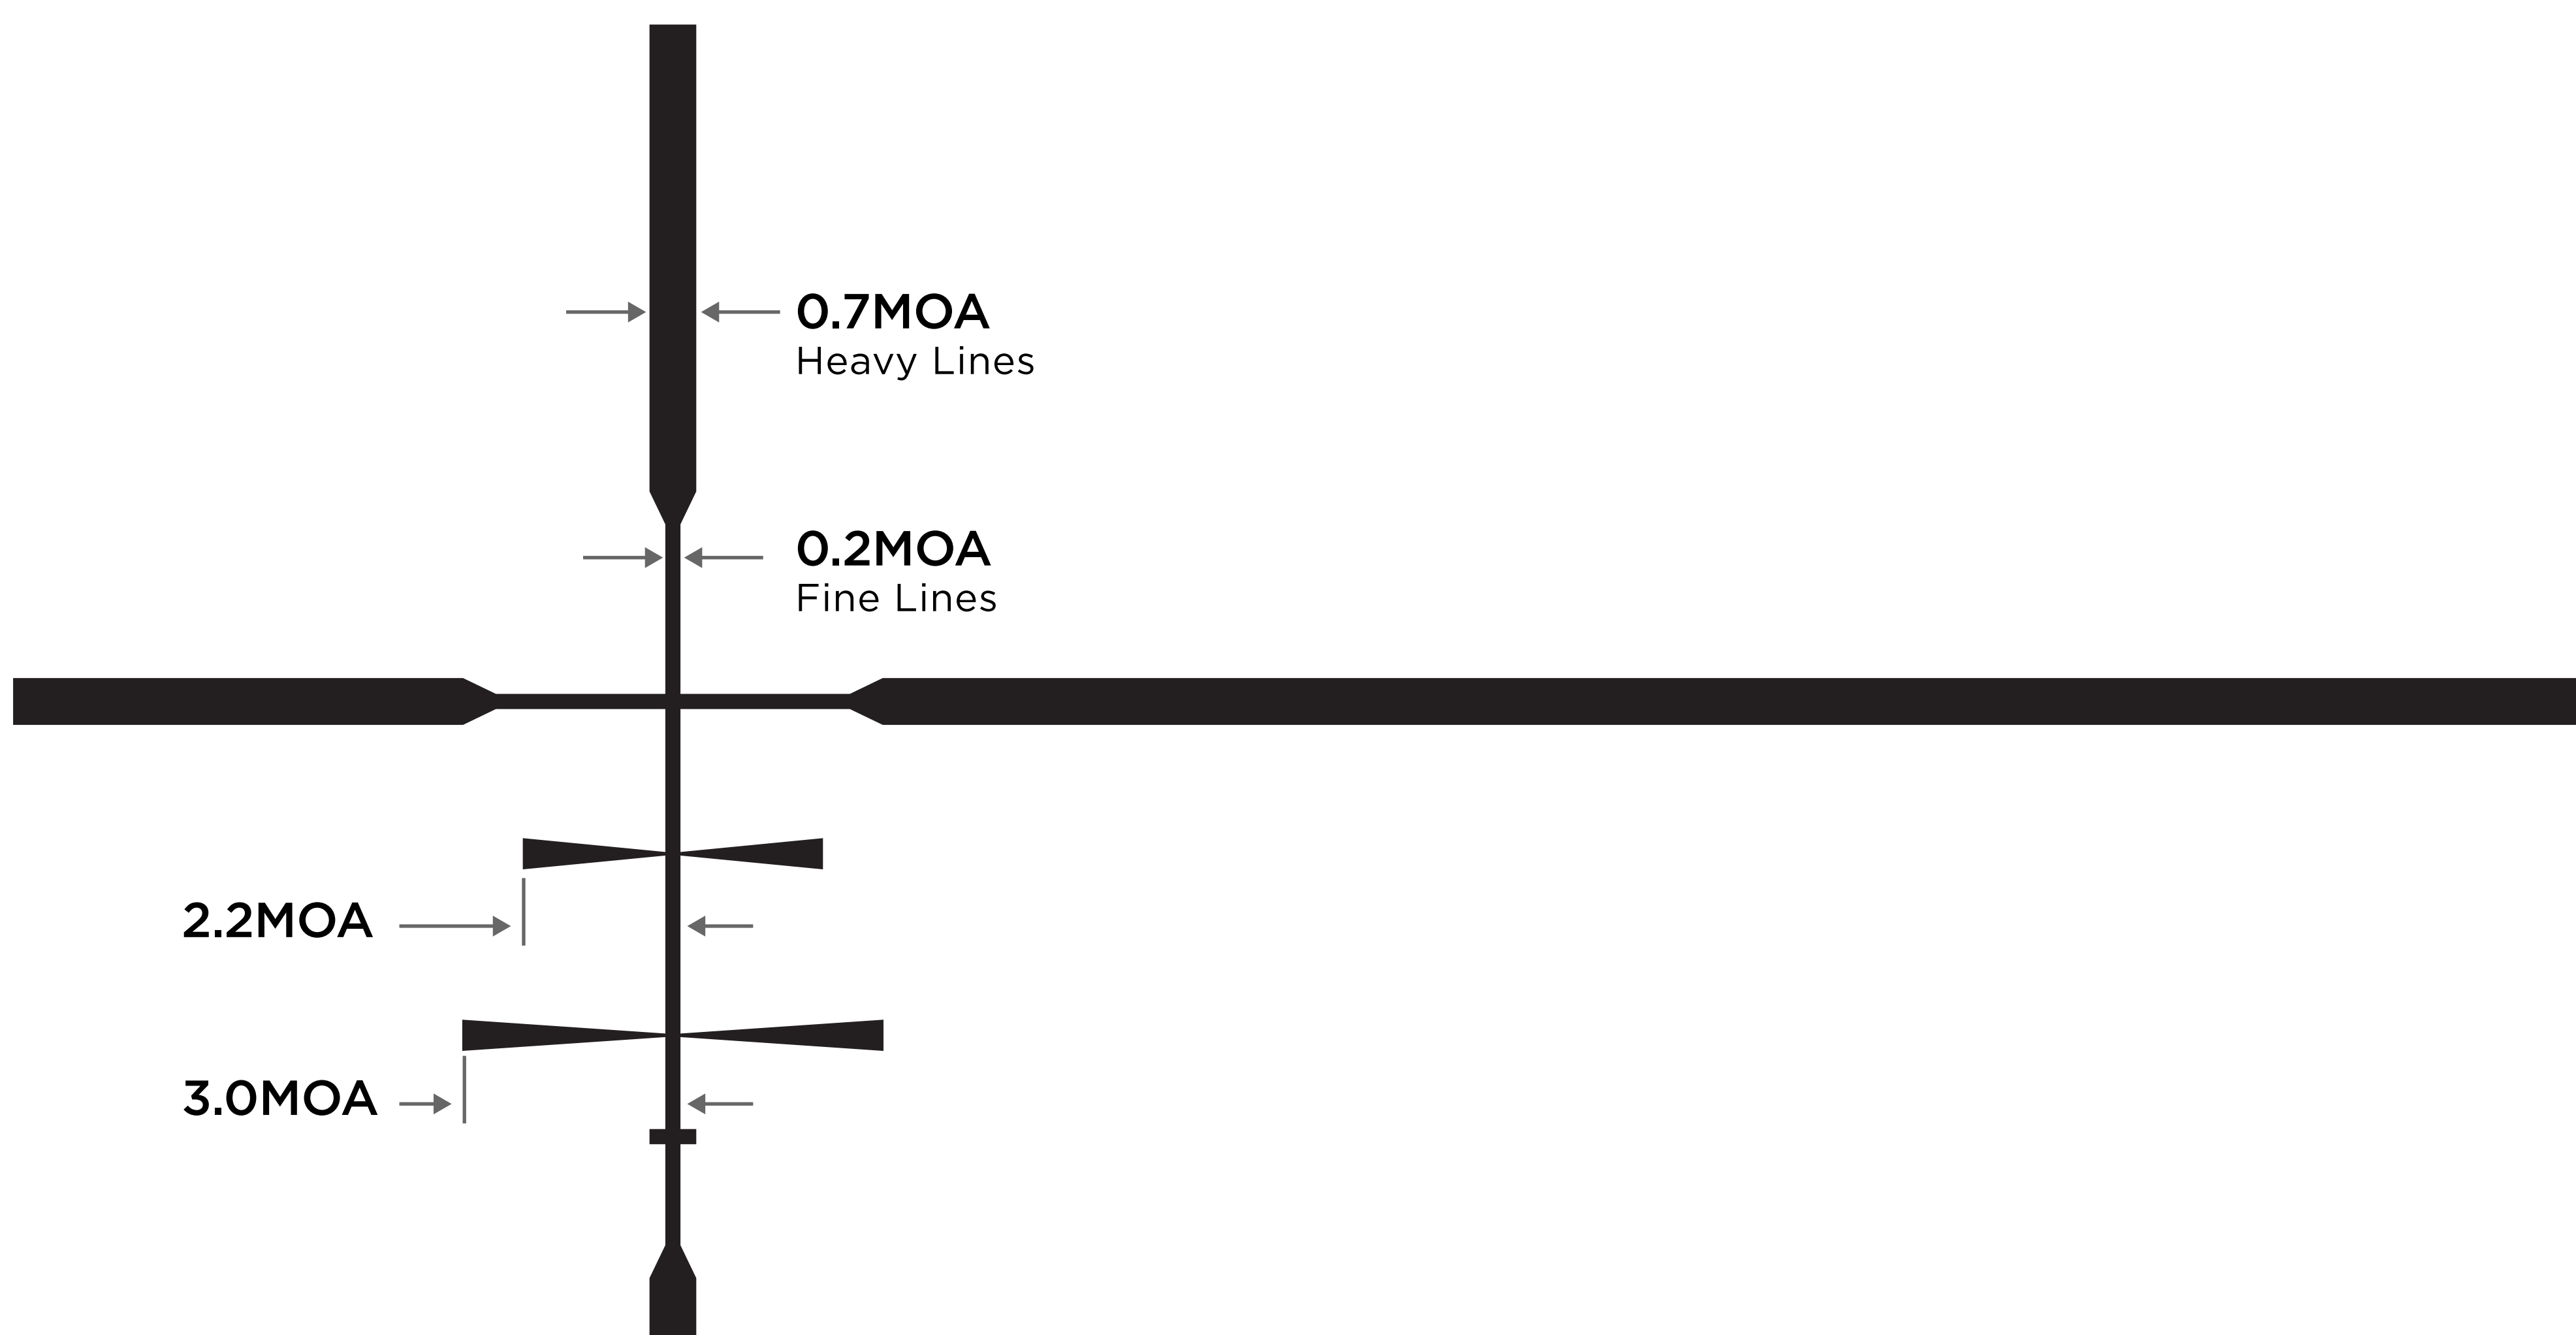 0.7MOA
Heavy Lines
0.2MOA
Fine Lines
2.2MOA
3.0MOA